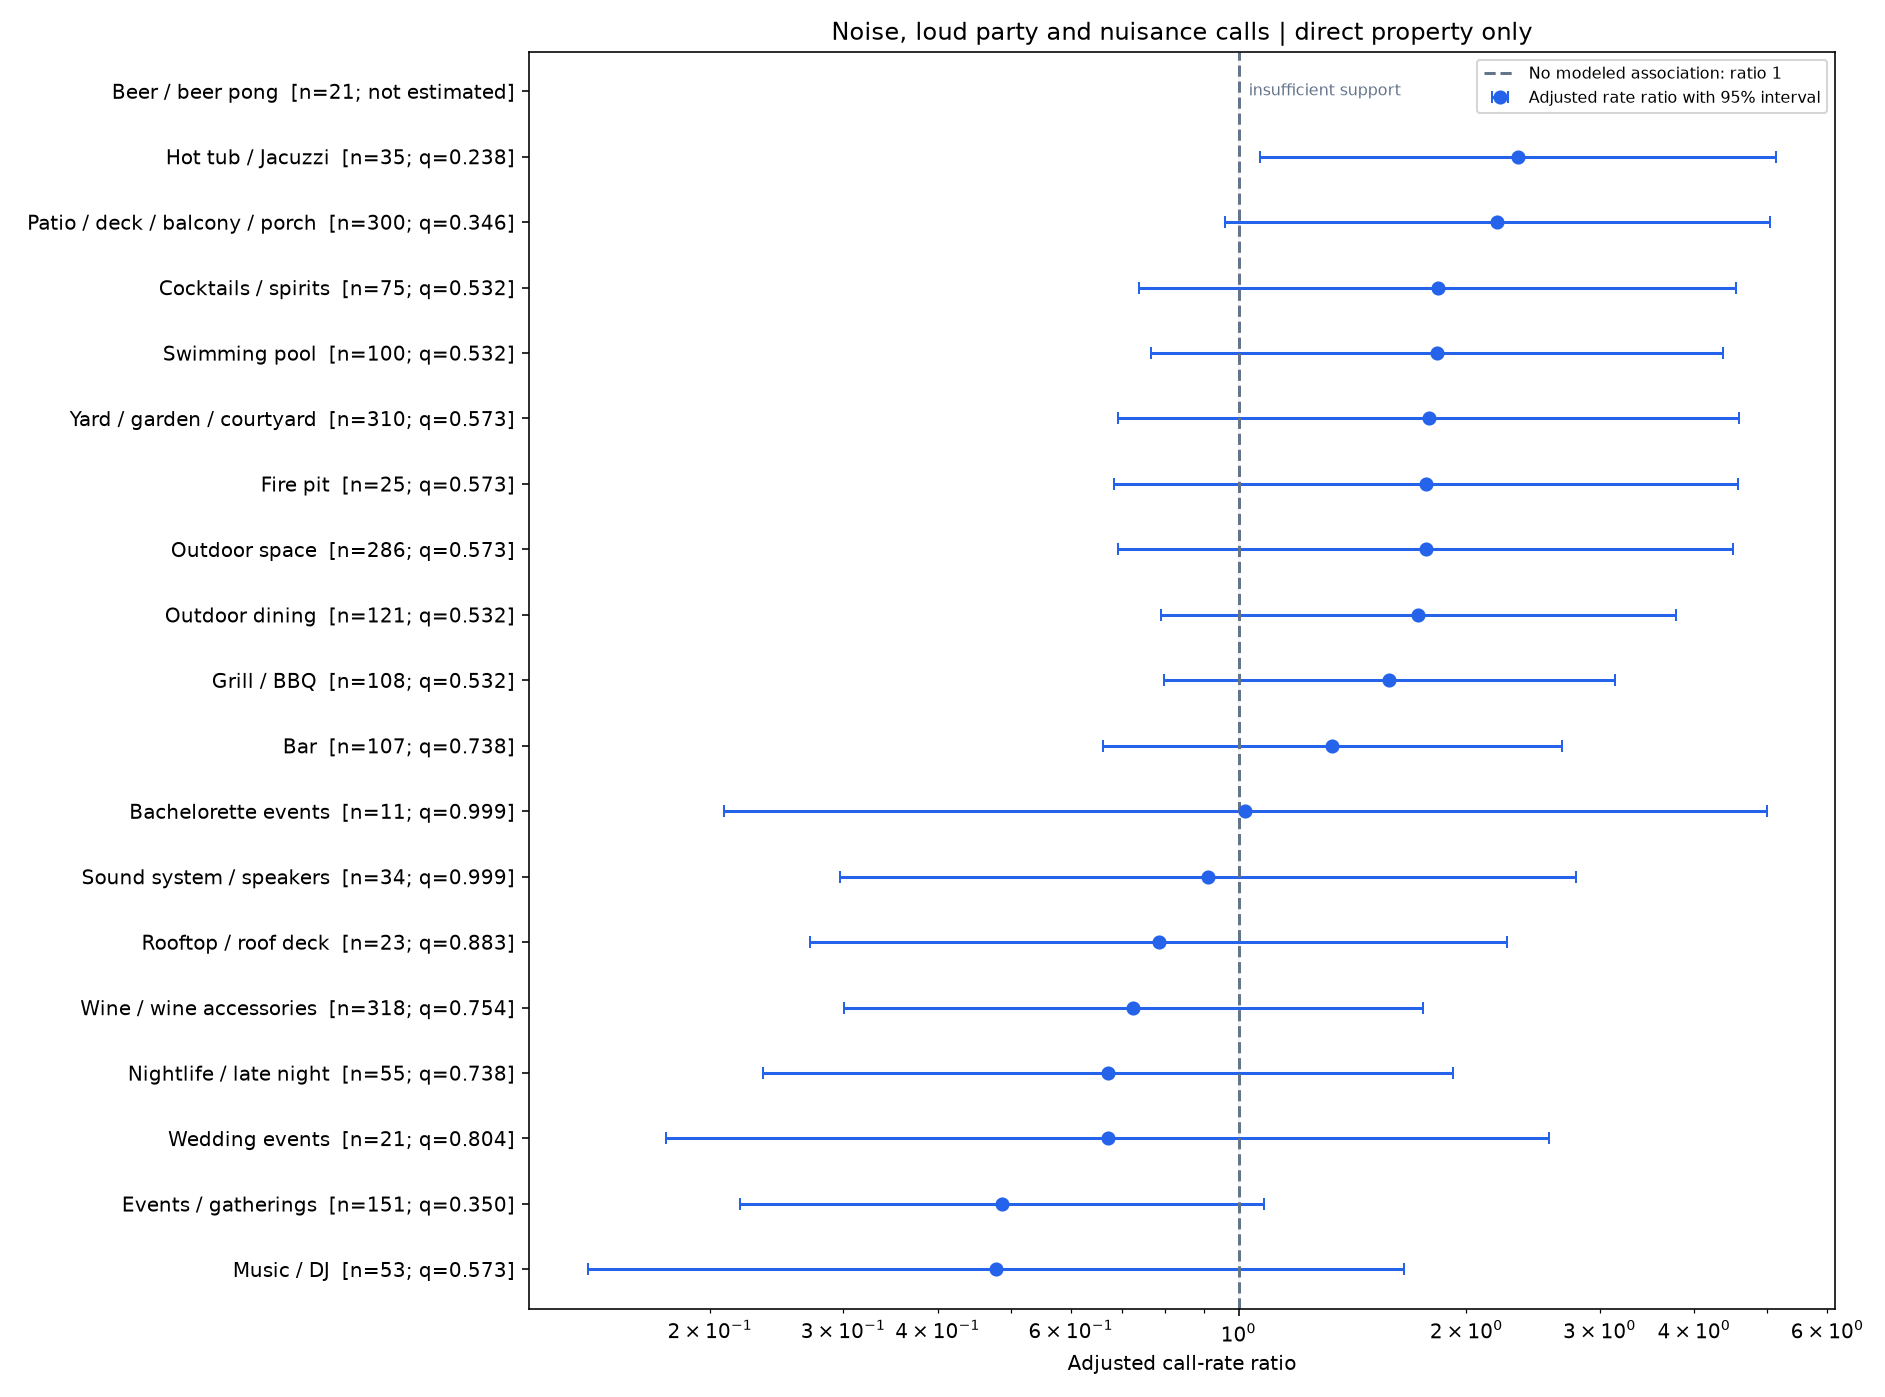 Noise, loud party and nuisance calls | direct property only
No modeled association: ratio 1
Adjusted rate ratio with 95% interval
Beer / beer pong [n=21; not estimated]
insufficient support
Hot tub / Jacuzzi [n=35; q=0.238]
Patio / deck / balcony / porch [n=300; q=0.346]
Cocktails / spirits [n=75; q=0.532]
Swimming pool [n=100; q=0.532]
Yard / garden / courtyard [n=310; q=0.573]
Fire pit [n=25; q=0.573]
Outdoor space [n=286; q=0.573]
Outdoor dining [n=121; q=0.532]
Grill / BBQ [n=108; q=0.532]
Bar [n=107; q=0.738]
Bachelorette events [n=11; q=0.999]
Sound system / speakers [n=34; q=0.999]
Rooftop / roof deck [n=23; q=0.883]
Wine / wine accessories [n=318; q=0.754]
Nightlife / late night [n=55; q=0.738]
Wedding events [n=21; q=0.804]
Events / gatherings [n=151; q=0.350]
Music / DJ [n=53; q=0.573]
2 × 10⁻¹ 3 × 10⁻¹ 4 × 10⁻¹ 6 × 10⁻¹ 10⁰ 2 × 10⁰ 3 × 10⁰ 4 × 10⁰ 6 × 10⁰
Adjusted call-rate ratio